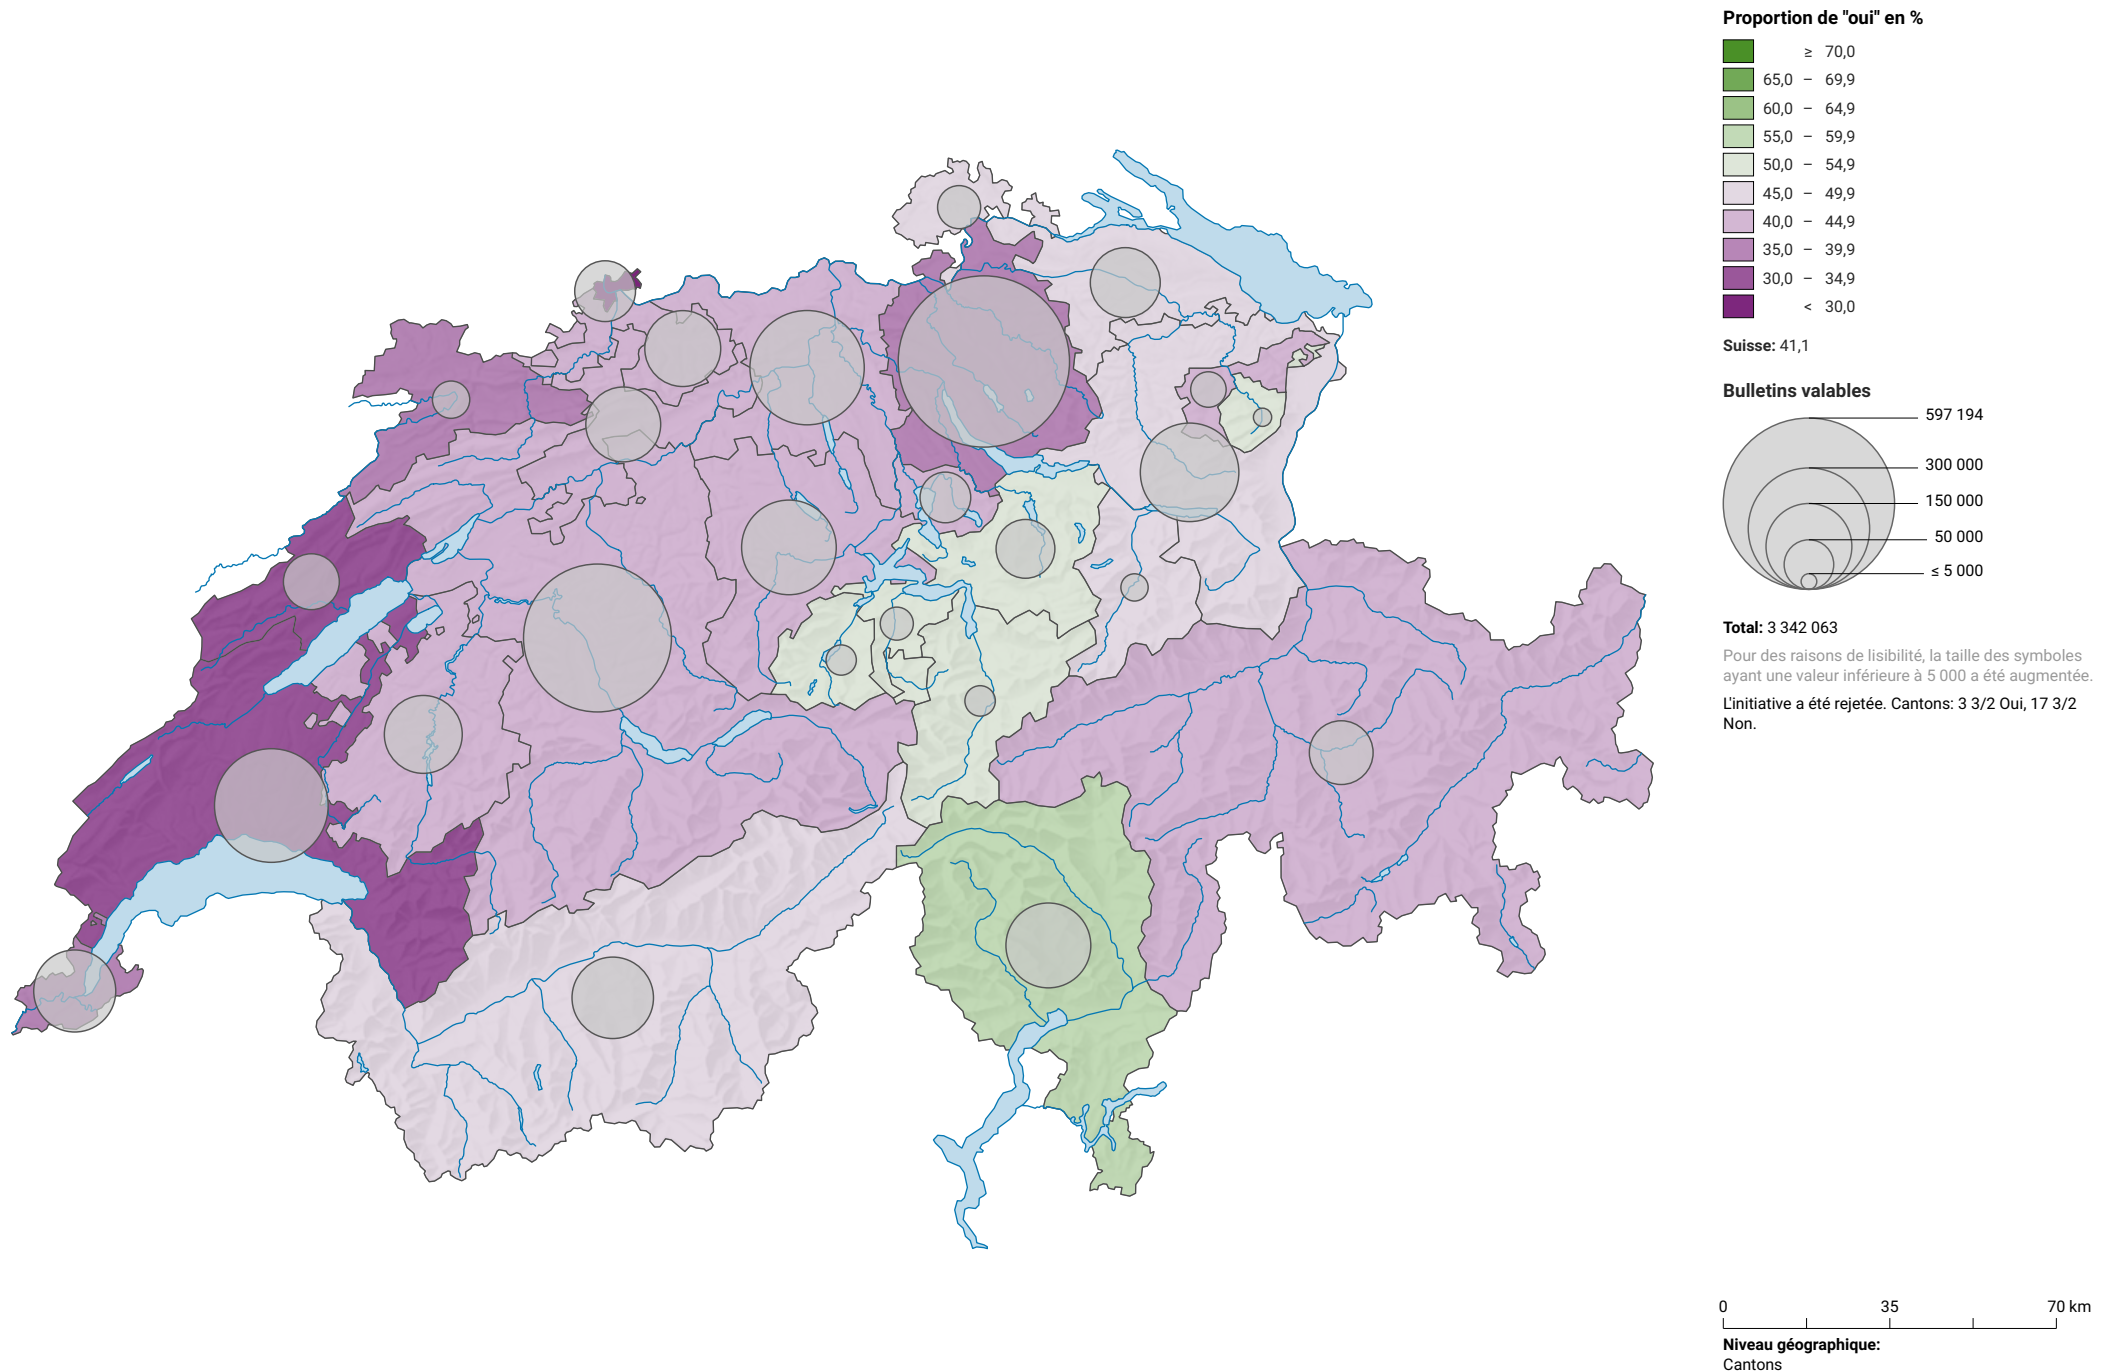 Proportion de "oui" en %
≥ 70,0
65,0 – 69,9
60,0 – 64,9
55,0 – 59,9
50,0 – 54,9
45,0 – 49,9
40,0 – 44,9
35,0 – 39,9
30,0 – 34,9
< 30,0
Suisse: 41,1
Bulletins valables
597 194
300 000
150 000
50 000
≤ 5 000
Total: 3 342 063
Pour des raisons de lisibilité, la taille des symboles
ayant une valeur inférieure à 5 000 a été augmentée.
L'initiative a été rejetée. Cantons: 3 3/2 Oui, 17 3/2
Non.
0 35 70 km
Niveau géographique:
Cantons